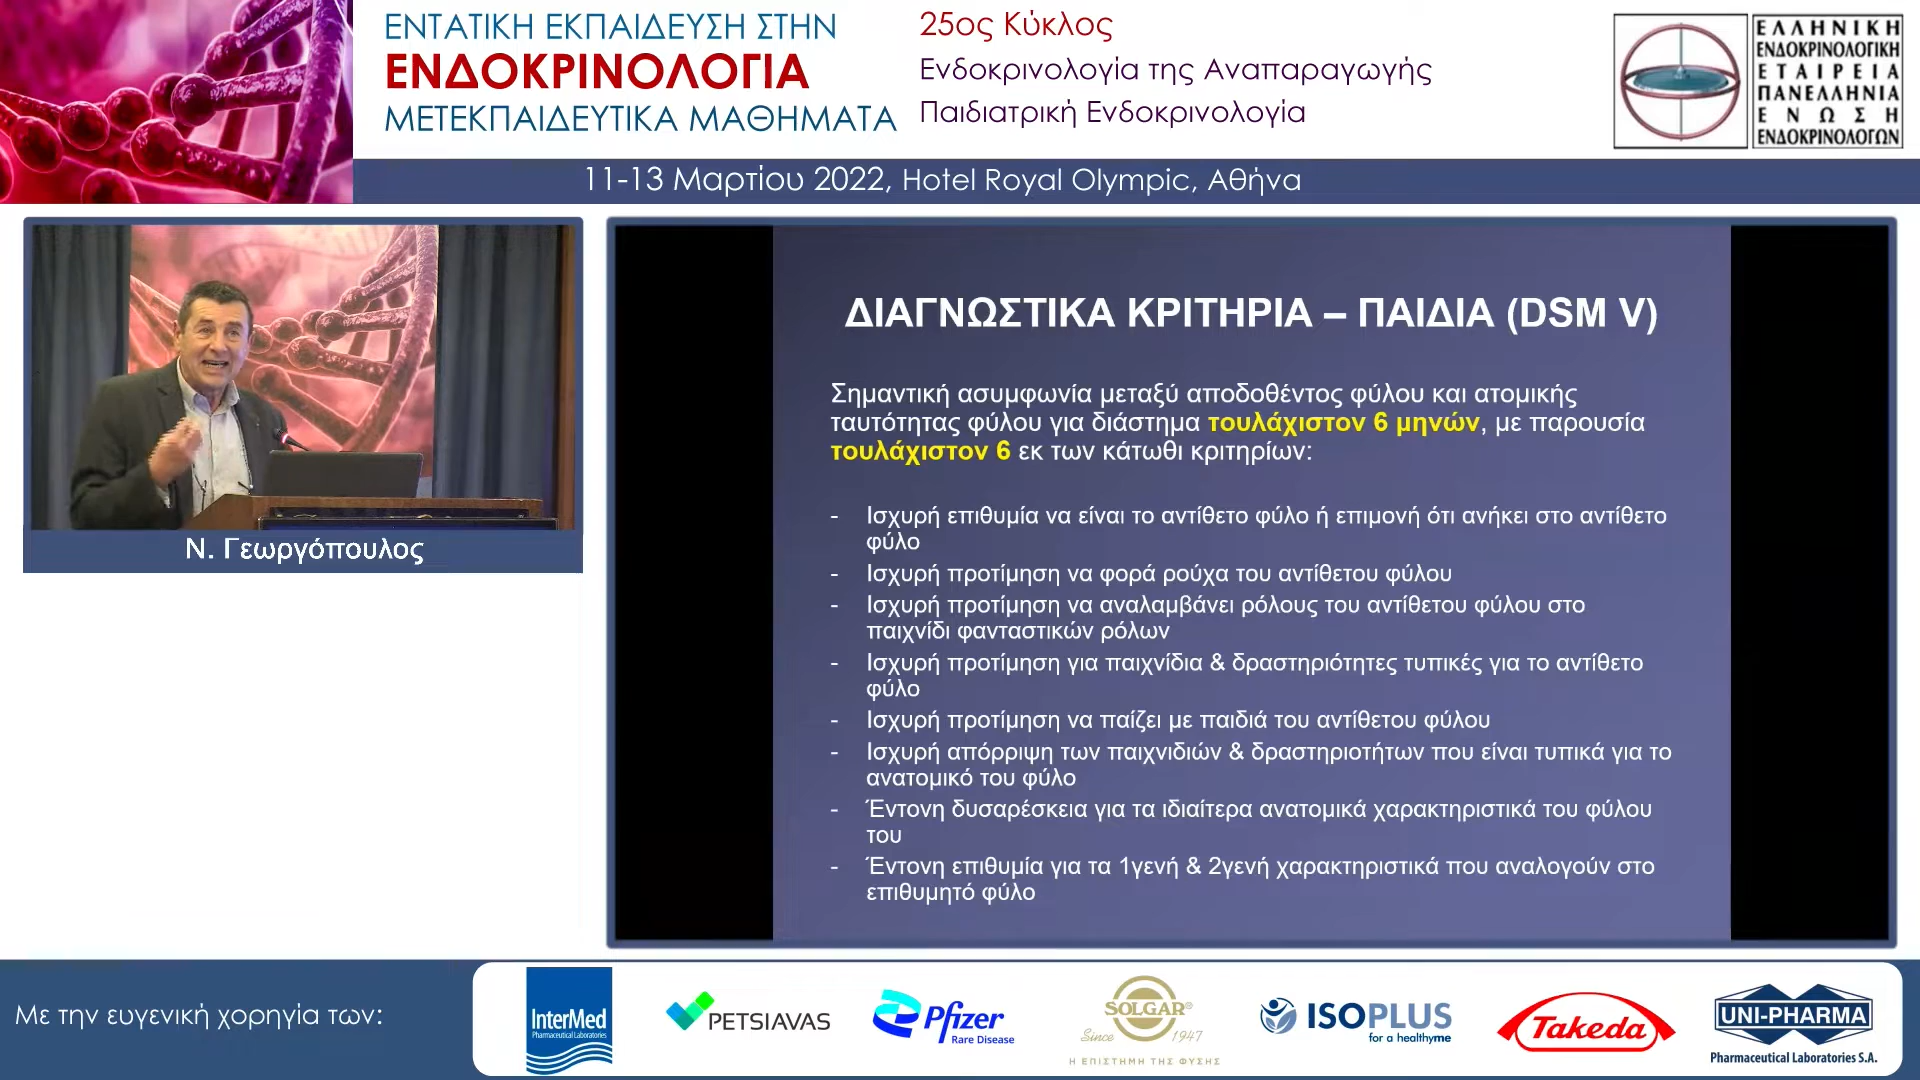 ΕΝΤΑΤΙΚΗ ΕΚΠΑΙΔΕΥΣΗ ΣΤΗΝ
ΕΝΔΟΚΡΙΝΟΛΟΓΙΑ
ΜΕΤΕΚΠΑΙΔΕΥΤΙΚΑ ΜΑΘΗΜΑΤΑ
25ος Κύκλος
Ενδοκρινολογία της Αναπαραγωγής
Παιδιατρική Ενδοκρινολογία
ΕΛΛΗΝΙΚΗ
ΕΝΔΟΚΡΙΝΟΛΟΓΙΚΗ
ΕΤΑΙΡΕΙΑ
ΠΑΝΕΛΛΗΝΙΑ
ΕΝΩΣΗ
ΕΝΔΟΚΡΙΝΟΛΟΓΩΝ
11-13 Μαρτίου 2022, Hotel Royal Olympic, Αθήνα
Ν. Γεωργόπουλος
ΔΙΑΓΝΩΣΤΙΚΑ ΚΡΙΤΗΡΙΑ – ΠΑΙΔΙΑ (DSM V)
Σημαντική ασυμφωνία μεταξύ αποδοθέντος φύλου και ατομικής
ταυτότητας φύλου για διάστημα τουλάχιστον 6 μηνών, με παρουσία
τουλάχιστον 6 εκ των κάτωθι κριτηρίων:
- Ισχυρή επιθυμία να είναι το αντίθετο φύλο ή επιμονή ότι ανήκει στο αντίθετο
φύλο
- Ισχυρή προτίμηση να φορά ρούχα του αντίθετου φύλου
- Ισχυρή προτίμηση να αναλαμβάνει ρόλους του αντίθετου φύλου στο
παιχνίδι φανταστικών ρόλων
- Ισχυρή προτίμηση για παιχνίδια & δραστηριότητες τυπικές για το αντίθετο
φύλο
- Ισχυρή προτίμηση να παίζει με παιδιά του αντίθετου φύλου
- Ισχυρή απόρριψη των παιχνιδιών & δραστηριοτήτων που είναι τυπικά για το
ανατομικό του φύλο
- Έντονη δυσαρέσκεια για τα ιδιαίτερα ανατομικά χαρακτηριστικά του φύλου
του
- Έντονη επιθυμία για τα 1γενή & 2γενή χαρακτηριστικά που αναλογούν στο
επιθυμητό φύλο
Με την ευγενική χορηγία των:
InterMed
Pharmaceutical Laboratories
PETSIAVAS
Pfizer
Rare Disease
SOLGAR®
Since 1947
Η ΕΠΙΣΤΗΜΗ ΤΗΣ ΦΥΣΗΣ
ISOPLUS
for a healthyme
Takeda
UNI-PHARMA
Pharmaceutical Laboratories S.A.